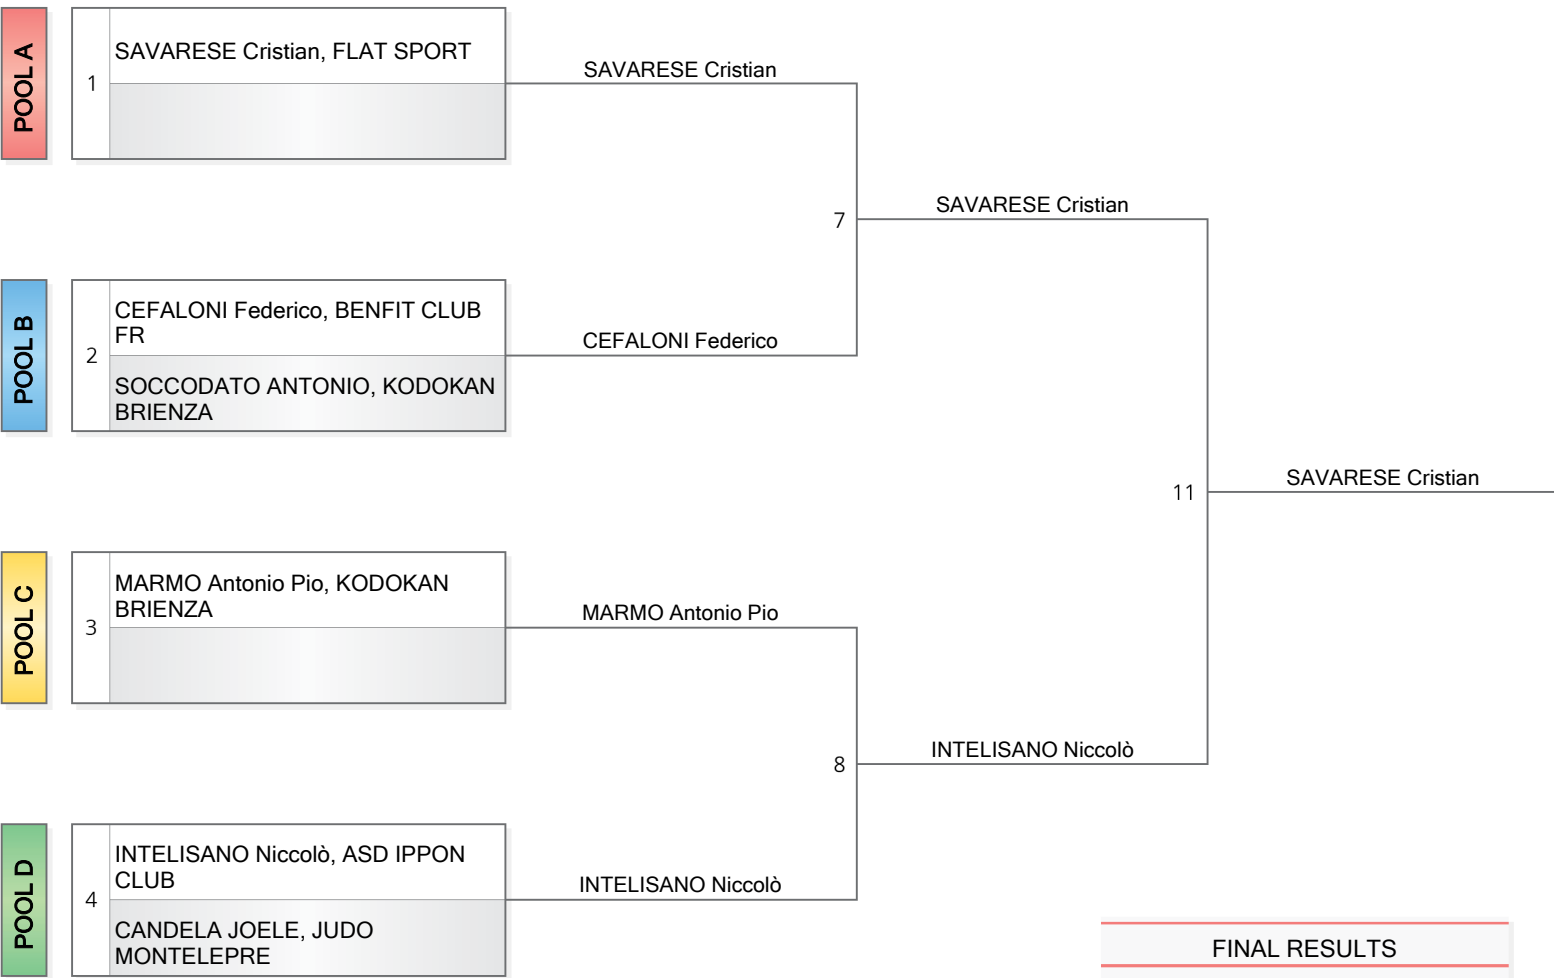 POOL A
1
SAVARESE Cristian, FLAT SPORT
SAVARESE Cristian
7
SAVARESE Cristian
POOL B
2
CEFALONI Federico, BENFIT CLUB
FR
SOCCODATO ANTONIO, KODOKAN
BRIENZA
CEFALONI Federico
11
SAVARESE Cristian
POOL C
3
MARMO Antonio Pio, KODOKAN
BRIENZA
MARMO Antonio Pio
8
INTELISANO Niccolò
POOL D
4
INTELISANO Niccolò, ASD IPPON
CLUB
CANDELA JOELE, JUDO
MONTELEPRE
INTELISANO Niccolò
FINAL RESULTS